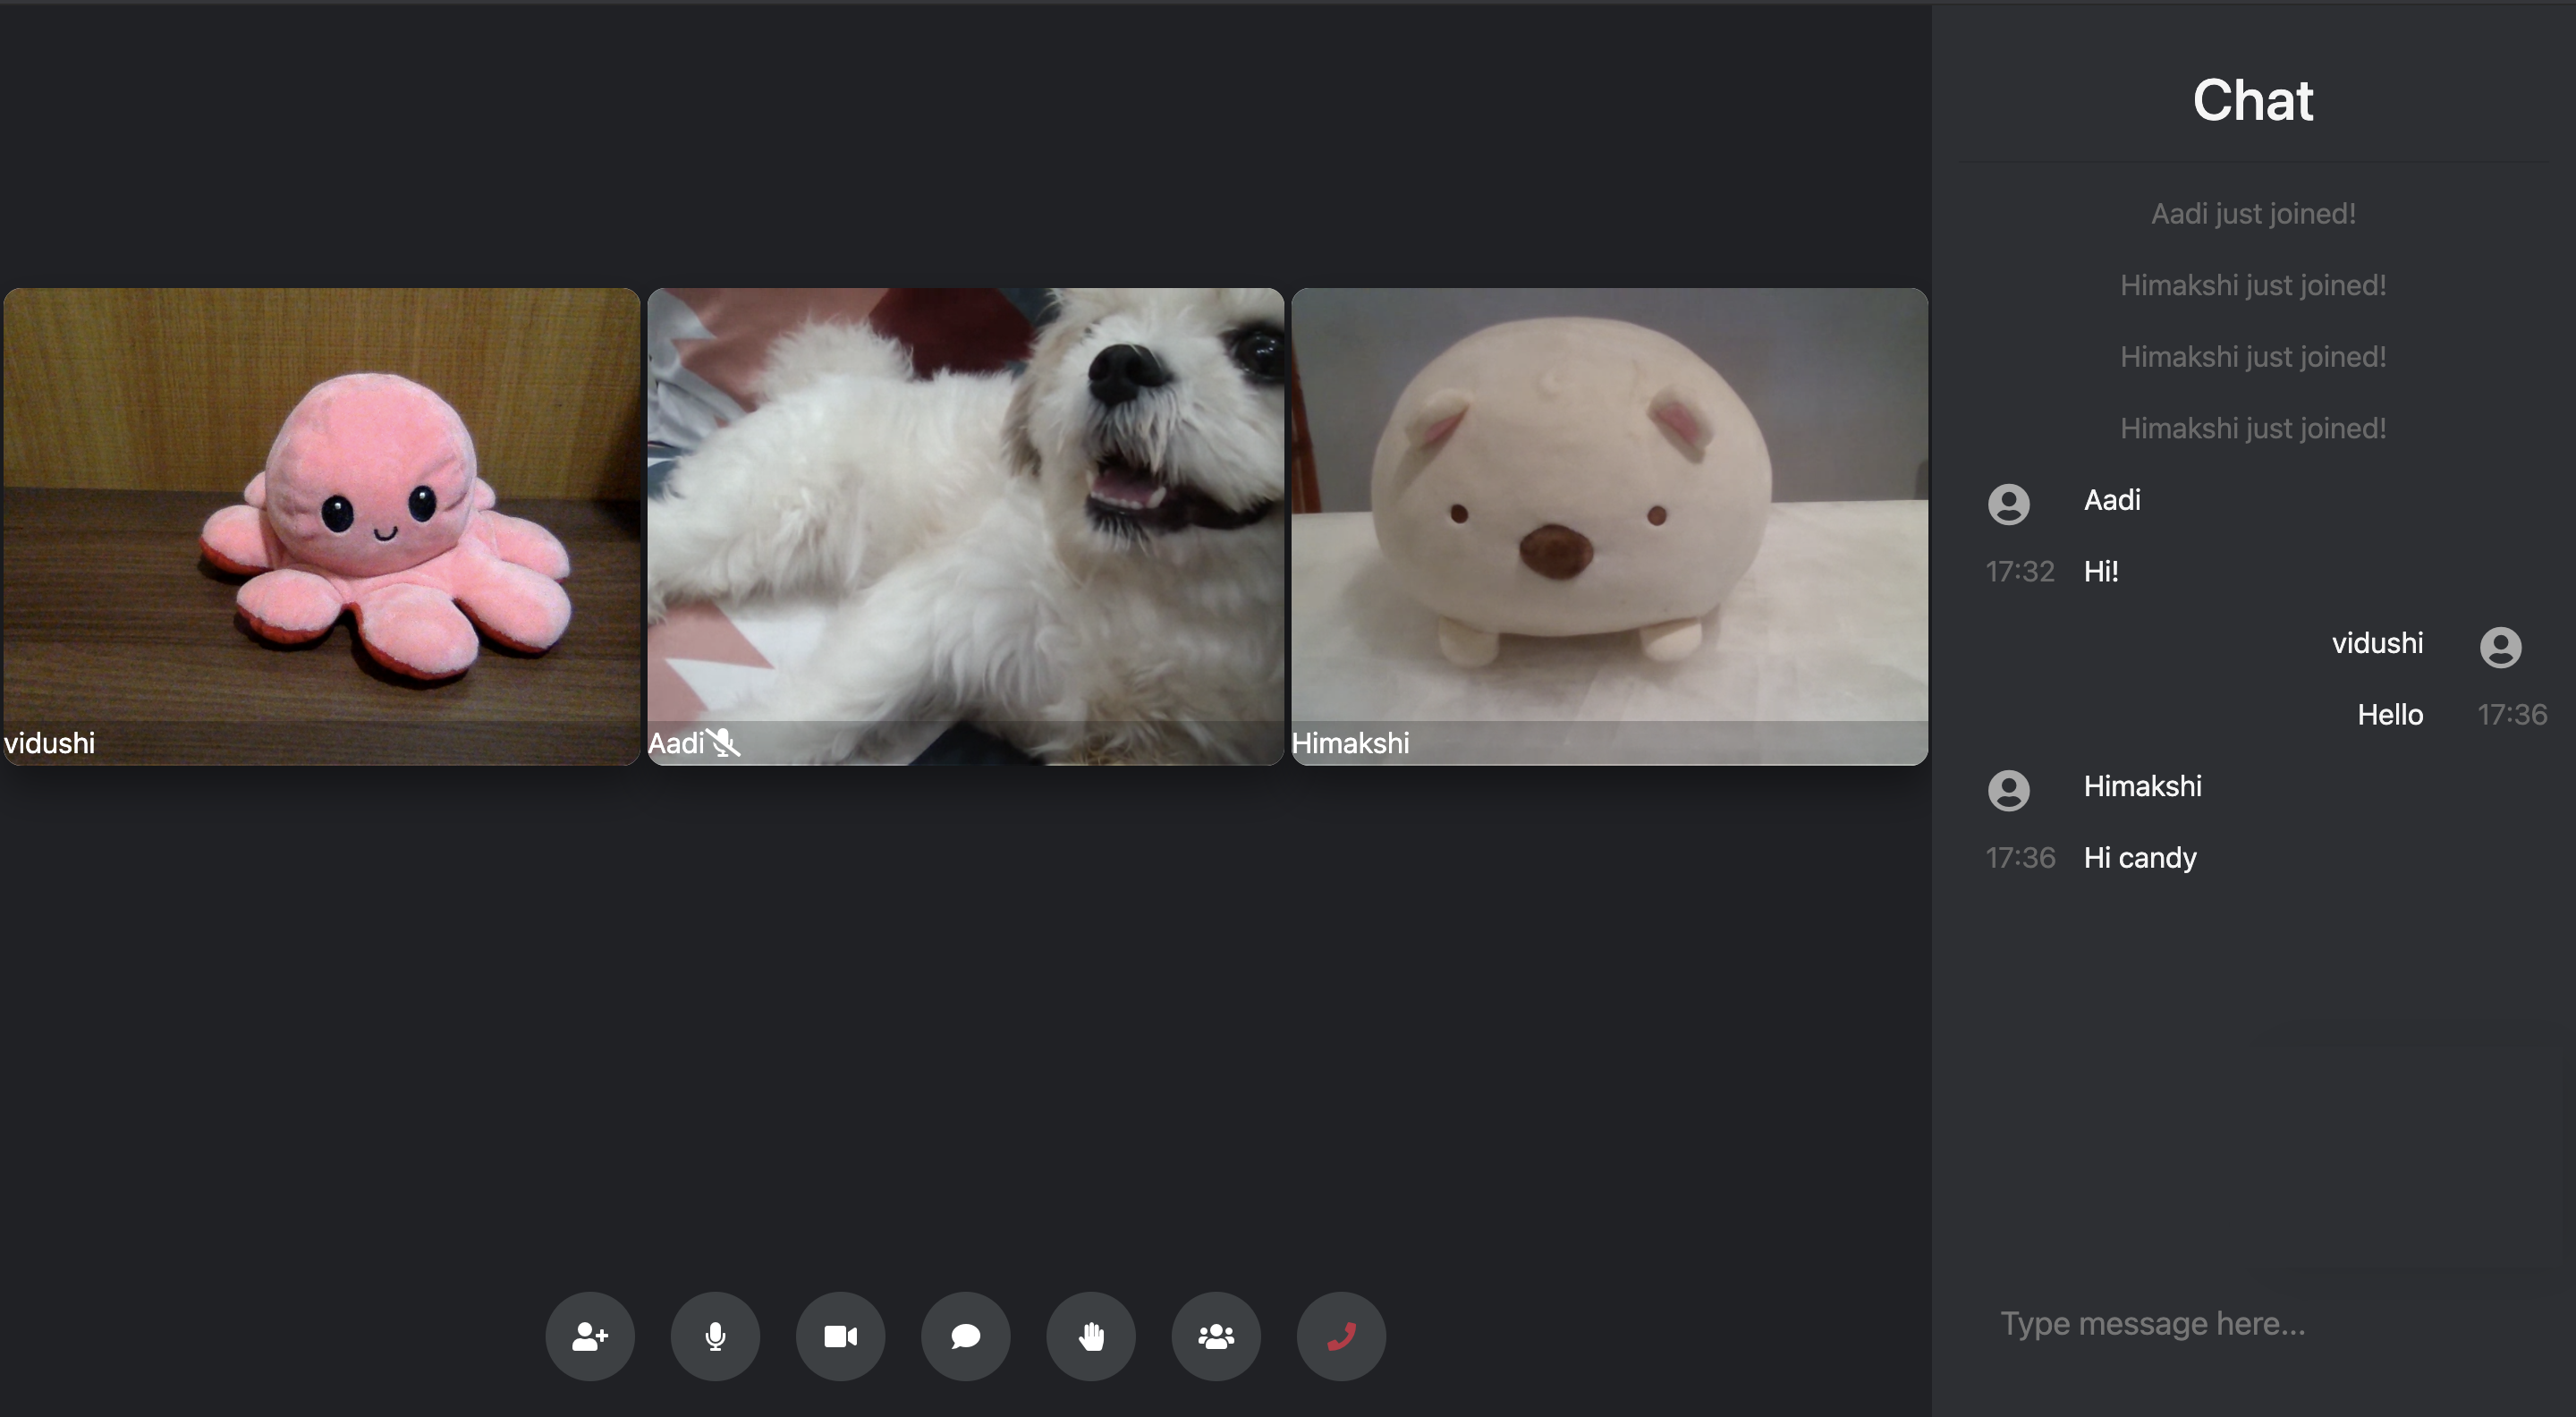 vidushi
Aadi
Himakshi
Chat
Aadi just joined!
Himakshi just joined!
Himakshi just joined!
Himakshi just joined!
Aadi
17:32 Hi!
vidushi
Hello 17:36
Himakshi
17:36 Hi candy
Type message here...